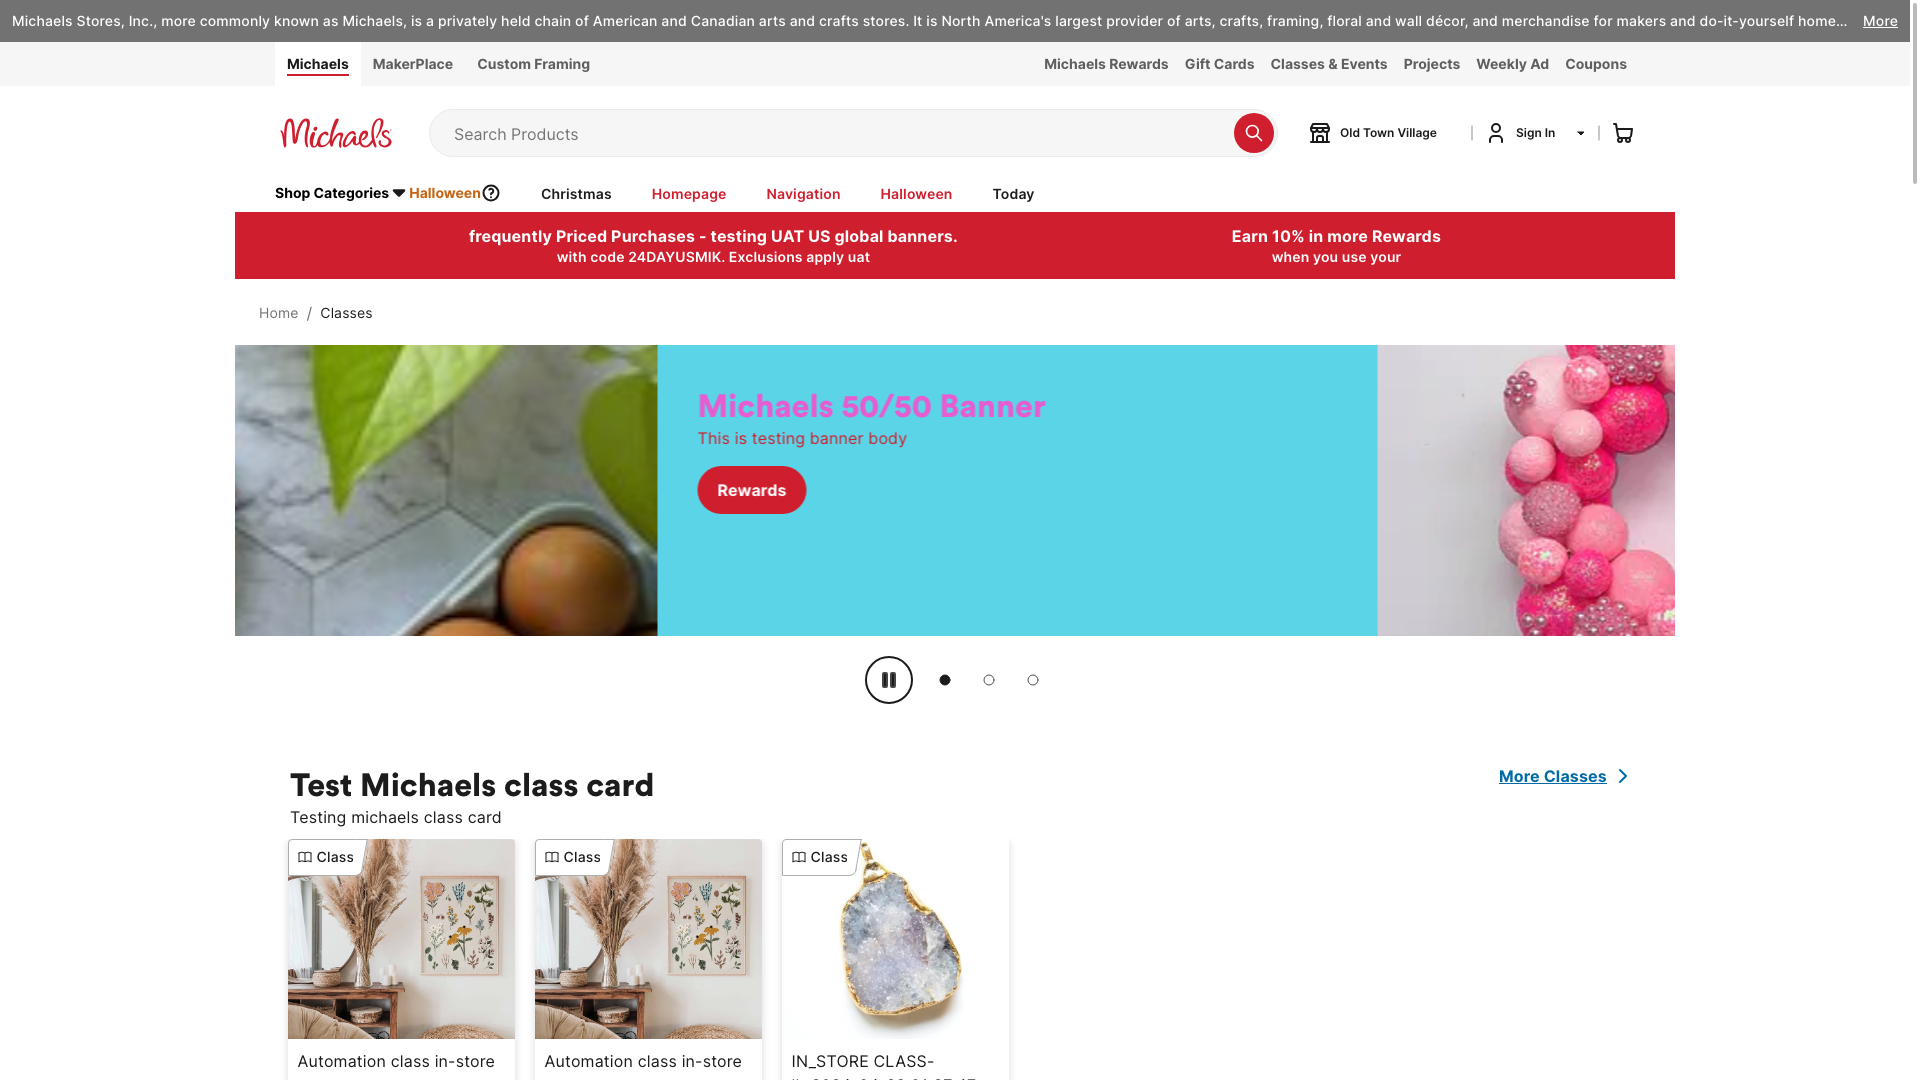 Michaels Stores, Inc., more commonly known as Michaels, is a privately held chain of American and Canadian arts and crafts stores. It is North America's largest provider of arts, crafts, framing, floral and wall décor, and merchandise for makers and do-it-yourself home... More
Michaels MakerPlace Custom Framing Michaels Rewards Gift Cards Classes & Events Projects Weekly Ad Coupons
Michaels Search Products Old Town Village Sign In
Shop Categories Halloween Christmas Homepage Navigation Halloween Today
frequently Priced Purchases - testing UAT US global banners. Earn 10% in more Rewards
with code 24DAYUSMIK. Exclusions apply uat when you use your
Home / Classes
Michaels 50/50 Banner
This is testing banner body
Rewards
Test Michaels class card More Classes
Testing michaels class card
Class Class Class
Automation class in-store Automation class in-store IN_STORE CLASS-